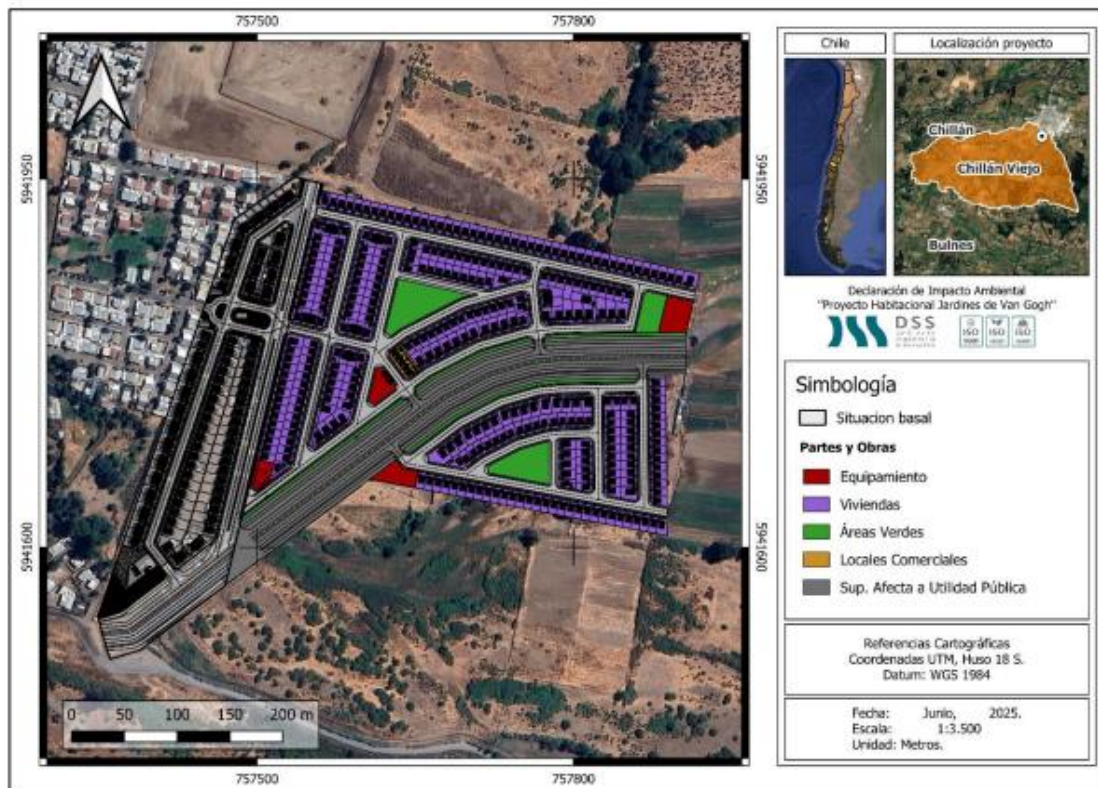 757500
757800
5941950
5941950
5941600
5941600
0 50 100 150 200 m
757500
757800
Chile
Localización proyecto
Chillán
Chillán Viejo
Bulnes
Declaración de Impacto Ambiental
"Proyecto Habitacional Jardines de Van Gogh"
DSS
ISO
ISO
ISO
Simbología
Situacion basal
Partes y Obras
Equipamiento
Viviendas
Áreas Verdes
Locales Comerciales
Sup. Afecta a Utilidad Pública
Referencias Cartográficas
Coordenadas UTM, Huso 18 S.
Datum: WGS 1984
Fecha: Junio, 2025.
Escala: 1:3.500
Unidad: Metros.